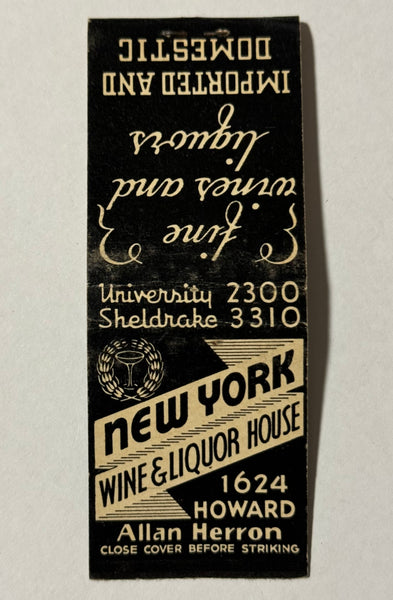 fine
wines and
liquors
IMPORTED AND
DOMESTIC
University 2300
Sheldrake 3310
NEW YORK
WINE & LIQUOR HOUSE
1624
HOWARD
Allan Herron
CLOSE COVER BEFORE STRIKING